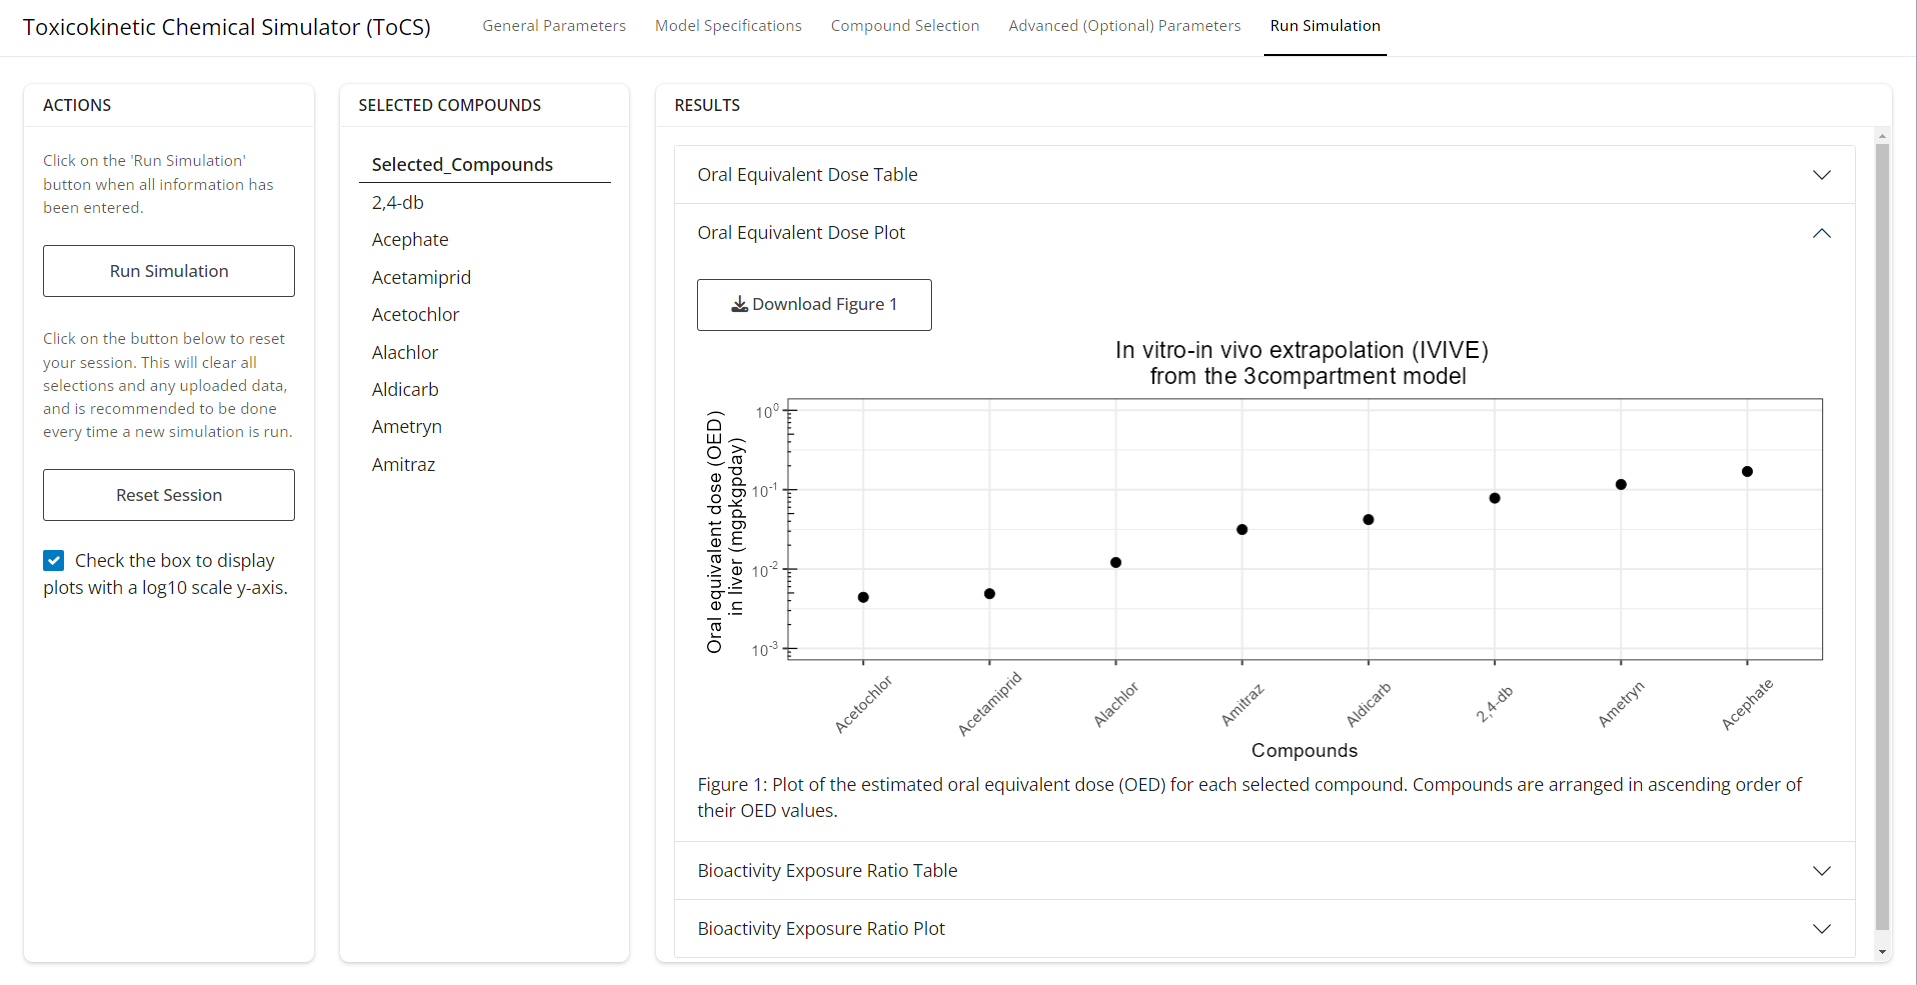 Toxicokinetic Chemical Simulator (ToCS)
General Parameters
Model Specifications
Compound Selection
Advanced (Optional) Parameters
Run Simulation
ACTIONS
Click on the 'Run Simulation'
button when all information has
been entered.
Run Simulation
Click on the button below to reset
your session. This will clear all
selections and any uploaded data,
and is recommended to be done
every time a new simulation is run.
Reset Session
Check the box to display
plots with a log10 scale y-axis.
SELECTED COMPOUNDS
Selected_Compounds
2,4-db
Acephate
Acetamiprid
Acetochlor
Alachlor
Aldicarb
Ametryn
Amitraz
RESULTS
Oral Equivalent Dose Table
Oral Equivalent Dose Plot
Download Figure 1
In vitro-in vivo extrapolation (IVIVE)
from the 3compartment model
Oral equivalent dose (OED)
in liver (mgpkgpday)
10⁰
10⁻¹
10⁻²
10⁻³
Acetochlor
Acetamiprid
Alachlor
Amitraz
Aldicarb
2,4-db
Ametryn
Acephate
Compounds
Figure 1: Plot of the estimated oral equivalent dose (OED) for each selected compound. Compounds are arranged in ascending order of
their OED values.
Bioactivity Exposure Ratio Table
Bioactivity Exposure Ratio Plot